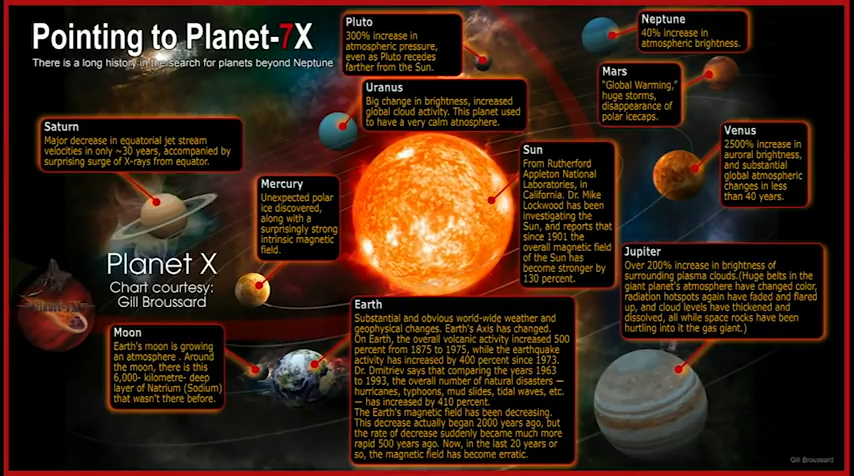 Pointing to Planet-7X
There is a long history in the search for planets beyond Neptune
Pluto
300% increase in
atmospheric pressure,
even as Pluto recedes
farther from the Sun.
Neptune
40% increase in
atmospheric brightness.
Uranus
Big change in brightness, increased
global cloud activity. This planet used
to have a very calm atnosphere.
Mars
"Global Warming,"
huge storms,
disappearance of
polar icecaps.
Saturn
Major decrease in equatorial jet stream
velocities in only ~30 years, accompanied by
surprising surge of X-rays from equator.
Venus
2500% increase in
auroral brightness,
and substantial
global atmospheric
changes in less
than 40 years.
Sun
From Rutherford
Appleton National
Laboratories, in
California. Dr. Mike
Lockwood has been
investigating the
Sun, and reports that
since 1901 the
overall magnetic field
of the Sun has
become stronger by
130 percent.
Mercury
Unexpected polar
ice discovered,
along with a
surprisingly strong
intrinsic magnetic
field.
Planet X
Chart courtesy:
Gill Broussard
Jupiter
Over 200% increase in brightness of
surrounding plasma clouds.(Huge belts in the
giant planet's atmosphere have changed color,
radiation hotspots again have faded and flared
up, and cloud levels have thickened and
dissolved, all while space rocks have been
hurtling into it the gas giant.)
Planet-7X
Moon
Earth's moon is growing
an atmosphere . Around
the moon, there is this
6,000- kilometre- deep
layer of Natrium (Sodium)
that wasn't there before.
Earth
Substantial and obvious world-wide weather and
geophysical changes. Earth's Axis has changed.
On Earth, the overall volcanic activity increased 500
percent from 1875 to 1975, while the earthquake
activity has increased by 400 percent since 1973.
Dr. Dmitriev says that comparing the years 1963
to 1993, the overall number of natural disasters —
hurricanes, typhoons, mud slides, tidal waves, etc.
— has increased by 410 percent.
The Earth's magnetic field has been decreasing.
This decrease actually began 2000 years ago, but
the rate of decrease suddenly became much more
rapid 500 years ago. Now, in the last 20 years or
so, the magnetic field has become erratic.
Gill Broussard